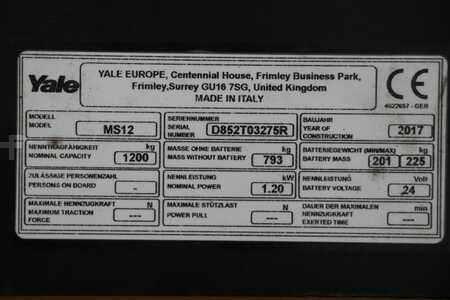 Yale
YALE EUROPE, Centennial House, Frimley Business Park,
Frimley,Surrey GU16 7SG, United Kingdom
MADE IN ITALY
CE
4022657 - GER
MODELL
MODEL
MS12
SERIENNUMMER
SERIAL
NUMBER
D852T03275R
BAUJAHR
YEAR OF
CONSTRUCTION
2017
NENNTRAGFÄHIGKEIT kg
NOMINAL CAPACITY
1200
MASSE OHNE BATTERIE kg
MASS WITHOUT BATTERY
793
BATTERIEGEWICHT (MIN/MAX) kg
BATTERY MASS
201 225
ZULÄSSIGE PERSONENZAHL
PERSONS ON BOARD
-
NENNLEISTUNG kW
NOMINAL POWER
1.20
NENNLEISTUNG Volt
BATTERY VOLTAGE
24
MAXIMALE NENNZUGKRAFT N
MAXIMUM TRACTION
FORCE
---
MAXIMALE STÜTZLAST N
POWER PULL
---
DAUER DER MAXIMALEN min
NENNZUGKRAFT
EXERTED TIME
---